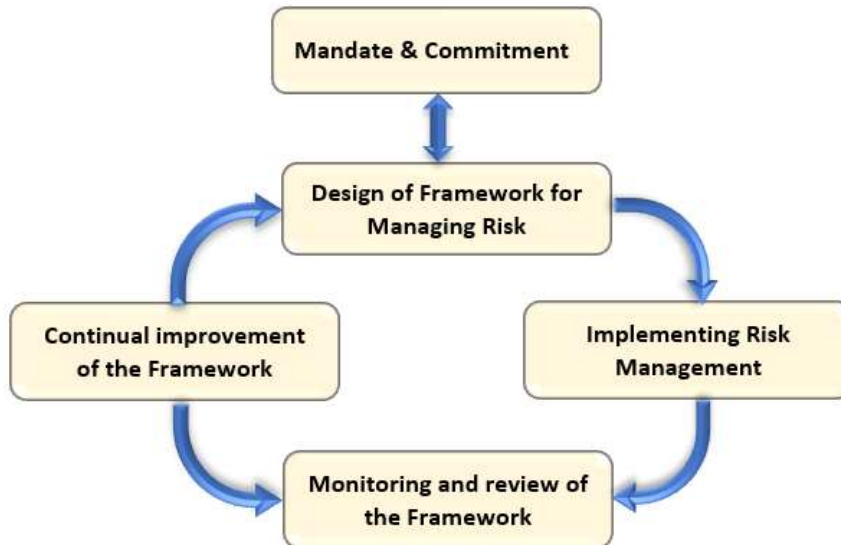 Mandate & Commitment
Design of Framework for
Managing Risk
Continual improvement
of the Framework
Implementing Risk
Management
Monitoring and review of
the Framework